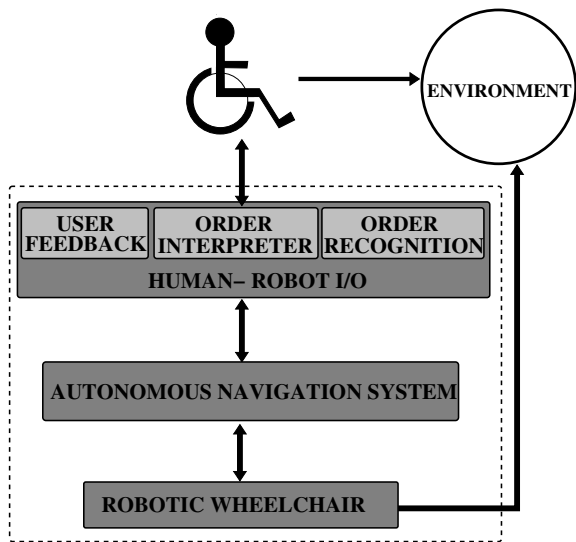 ENVIRONMENT
USER
FEEDBACK
ORDER
INTERPRETER
ORDER
RECOGNITION
HUMAN− ROBOT I/O
AUTONOMOUS NAVIGATION SYSTEM
ROBOTIC WHEELCHAIR